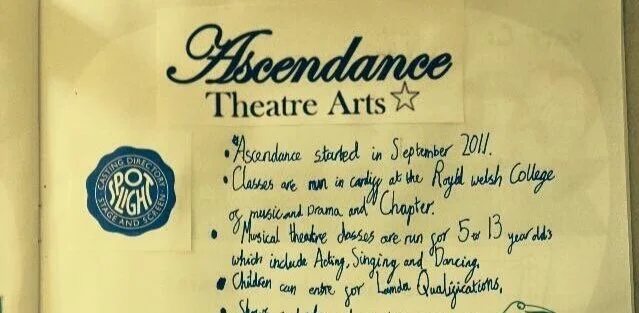 Ascendance
Theatre Arts
CASTING DIRECTORY
SPOTLIGHT
STAGE AND SCREEN
• Ascendance started in September 2011.
• Classes are run in cardiff at the Royal welsh College
of music and Drama and Chapter.
• Musical theatre classes are run for 5 to 13 year olds
which include Acting, Singing and Dancing.
• Children can entre for Lamda Qualifications.